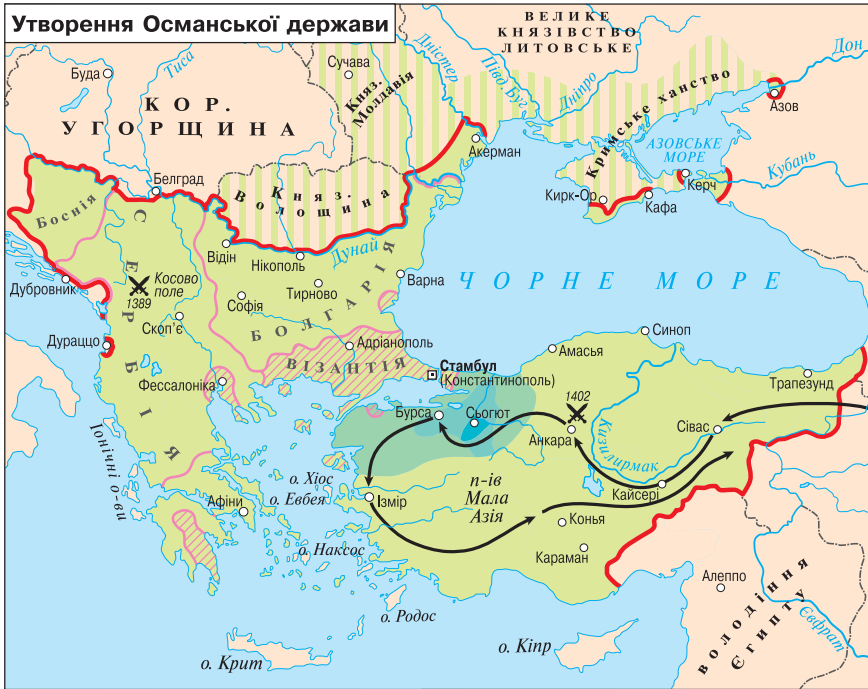 Утворення Османської держави
ВЕЛИКЕ
КНЯЗІВСТВО
ЛИТОВСЬКЕ
Дон
Буда
Тиса
Сучава
Дністер
Півд. Буг
Дніпро
КОР.
УГОРЩИНА
Княз.
Молдавія
Кримське ханство
Азов
Акерман
АЗОВСЬКЕ
МОРЕ
Кубань
Белград
Княз.
Волощина
Кирк-Ор
Кафа
Керч
Боснія
СЕРБІЯ
Відін
Нікополь
Дунай
Дубровник
Косово
поле
1389
Тирново
Варна
ЧОРНЕ МОРЕ
Софія
БОЛГАРІЯ
Скоп'є
Дураццо
Адріанополь
ВІЗАНТІЯ
Синоп
Амасья
Стамбул
(Константинополь)
Трапезунд
Фессалоніка
Бурса
Сьогют
1402
Анкара
Кизилирмак
Сівас
Іонічні о-ви
о. Хіос
о. Евбея
Афіни
Ізмір
п-ів
Мала
Азія
Кайсері
Конья
о. Наксос
Караман
Алеппо
о. Родос
ВОЛОДІННЯ
ЄГИПТУ
Євфрат
о. Крит
о. Кіпр